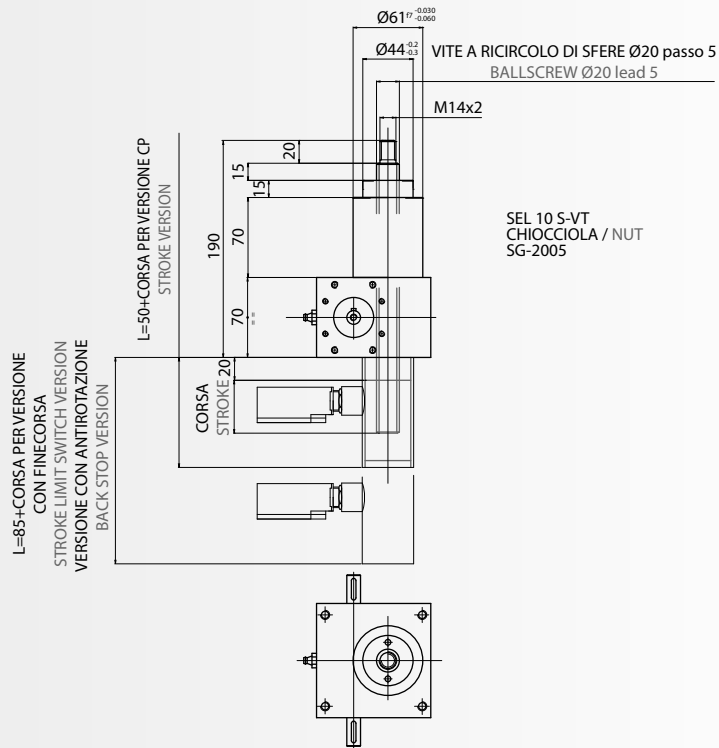 Ø61 f7 -0.030 -0.060
Ø44 -0.2 -0.3
VITE A RICIRCOLO DI SFERE Ø20 passo 5
BALLSCREW Ø20 lead 5
M14x2
20
15
15
190
70
70
= =
20
L=50+CORSA PER VERSIONE CP
STROKE VERSION
SEL 10 S-VT
CHIOCCIOLA / NUT
SG-2005
CORSA
STROKE
L=85+CORSA PER VERSIONE
CON FINECORSA
STROKE LIMIT SWITCH VERSION
VERSIONE CON ANTIROTAZIONE
BACK STOP VERSION